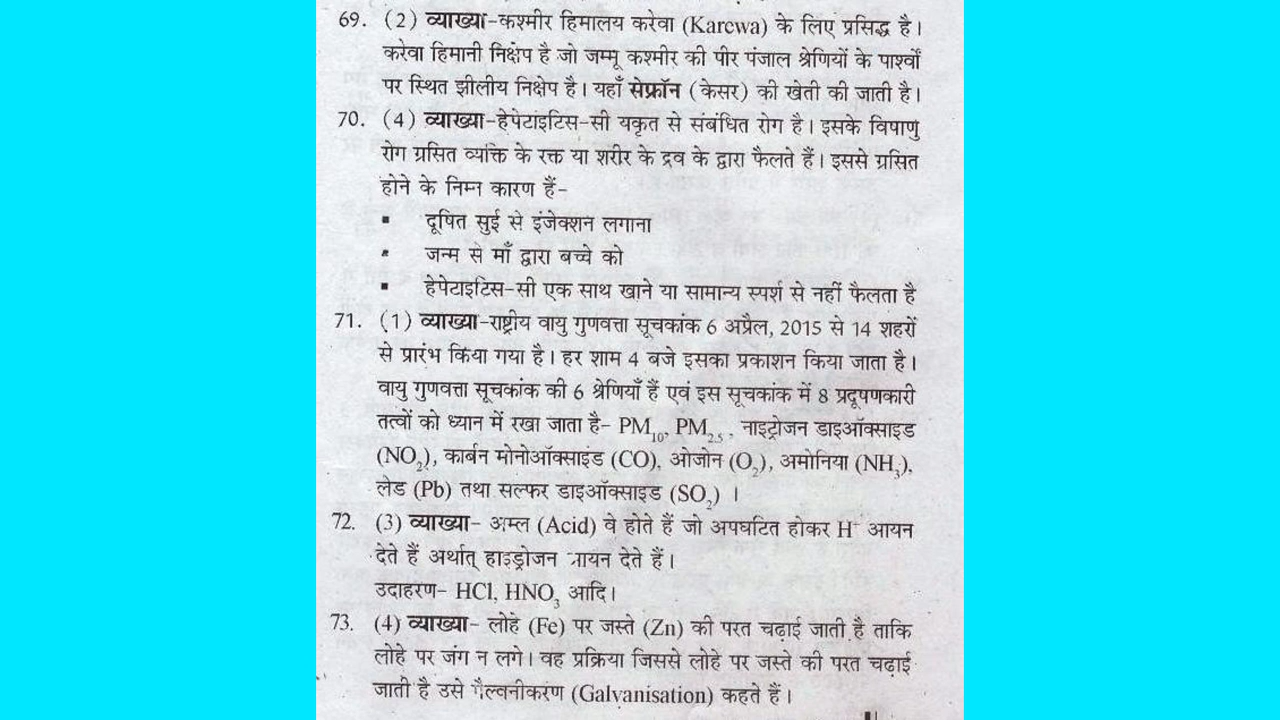 69. (2) व्याख्या-कश्मीर हिमालय करेवा (Karewa) के लिए प्रसिद्ध है।
करेवा हिमानी निक्षेप है जो जम्मू कश्मीर की पीर पंजाल श्रेणियों के पार्श्वों
पर स्थित झीलीय निक्षेप है। यहाँ सेफ्रॉन (केसर) की खेती की जाती है।
70. (4) व्याख्या-हेपेटाइटिस-सी यकृत से संबंधित रोग है। इसके विषाणु
रोग ग्रसित व्यक्ति के रक्त या शरीर के द्रव के द्वारा फैलते हैं। इससे ग्रसित
होने के निम्न कारण हैं-
▪ दूषित सुई से इंजेक्शन लगाना
▪ जन्म से माँ द्वारा बच्चे को
▪ हेपेटाइटिस-सी एक साथ खाने या सामान्य स्पर्श से नहीं फैलता है
71. (1) व्याख्या-राष्ट्रीय वायु गुणवत्ता सूचकांक 6 अप्रैल, 2015 से 14 शहरों
से प्रारंभ किया गया है। हर शाम 4 बजे इसका प्रकाशन किया जाता है।
वायु गुणवत्ता सूचकांक की 6 श्रेणियाँ हैं एवं इस सूचकांक में 8 प्रदूषणकारी
तत्वों को ध्यान में रखा जाता है- PM₁₀, PM₂.₅, नाइट्रोजन डाइऑक्साइड
(NO₂), कार्बन मोनोऑक्साइड (CO), ओजोन (O₂), अमोनिया (NH₃),
लेड (Pb) तथा सल्फर डाइऑक्साइड (SO₂) ।
72. (3) व्याख्या- अम्ल (Acid) वे होते हैं जो अपघटित होकर H⁻ आयन
देते हैं अर्थात् हाइड्रोजन आयन देते हैं।
उदाहरण- HCl, HNO₃ आदि।
73. (4) व्याख्या- लोहे (Fe) पर जस्ते (Zn) की परत चढ़ाई जाती है ताकि
लोहे पर जंग न लगे। वह प्रक्रिया जिससे लोहे पर जस्ते की परत चढ़ाई
जाती है उसे गैल्वनीकरण (Galvanisation) कहते हैं।